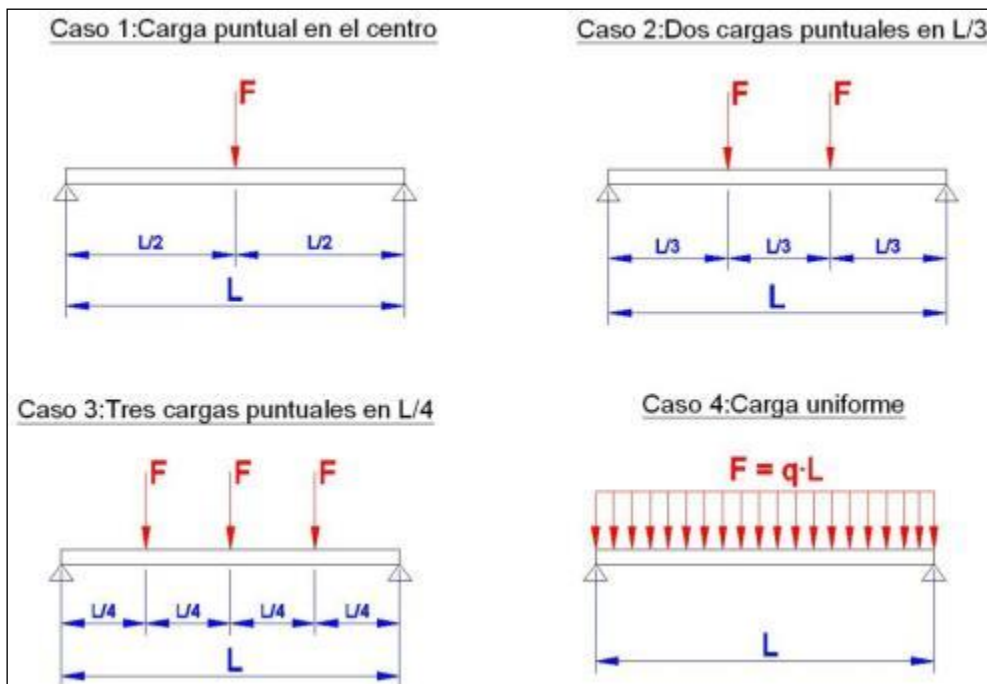 Caso 1:Carga puntual en el centro
F
L/2 L/2
L
Caso 2:Dos cargas puntuales en L/3
F F
L/3 L/3 L/3
L
Caso 3:Tres cargas puntuales en L/4
F F F
L/4 L/4 L/4 L/4
L
Caso 4:Carga uniforme
F = q·L
L